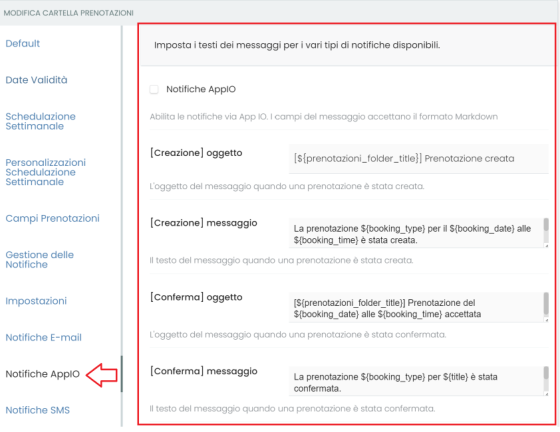 MODIFICA CARTELLA PRENOTAZIONI
Default
Date Validità
Schedulazione
Settimanale
Personalizzazioni
Schedulazione
Settimanale
Campi Prenotazioni
Gestione delle
Notifiche
Impostazioni
Notifiche E-mail
Notifiche AppIO
Notifiche SMS
Imposta i testi dei messaggi per i vari tipi di notifiche disponibili.
Notifiche AppIO
Abilita le notifiche via App IO. I campi del messaggio accettano il formato Markdown
[Creazione] oggetto
[${prenotazioni_folder_title}] Prenotazione creata
L'oggetto del messaggio quando una prenotazione è stata creata.
[Creazione] messaggio
La prenotazione ${booking_type} per il ${booking_date} alle
${booking_time} è stata creata.
Il testo del messaggio quando una prenotazione è stata creata.
[Conferma] oggetto
[${prenotazioni_folder_title}] Prenotazione del
${booking_date} alle ${booking_time} accettata
L'oggetto del messaggio quando una prenotazione è stata confermata.
[Conferma] messaggio
La prenotazione ${booking_type} per ${title} è stata
confermata.
Il testo del messaggio quando una prenotazione è stata confermata.